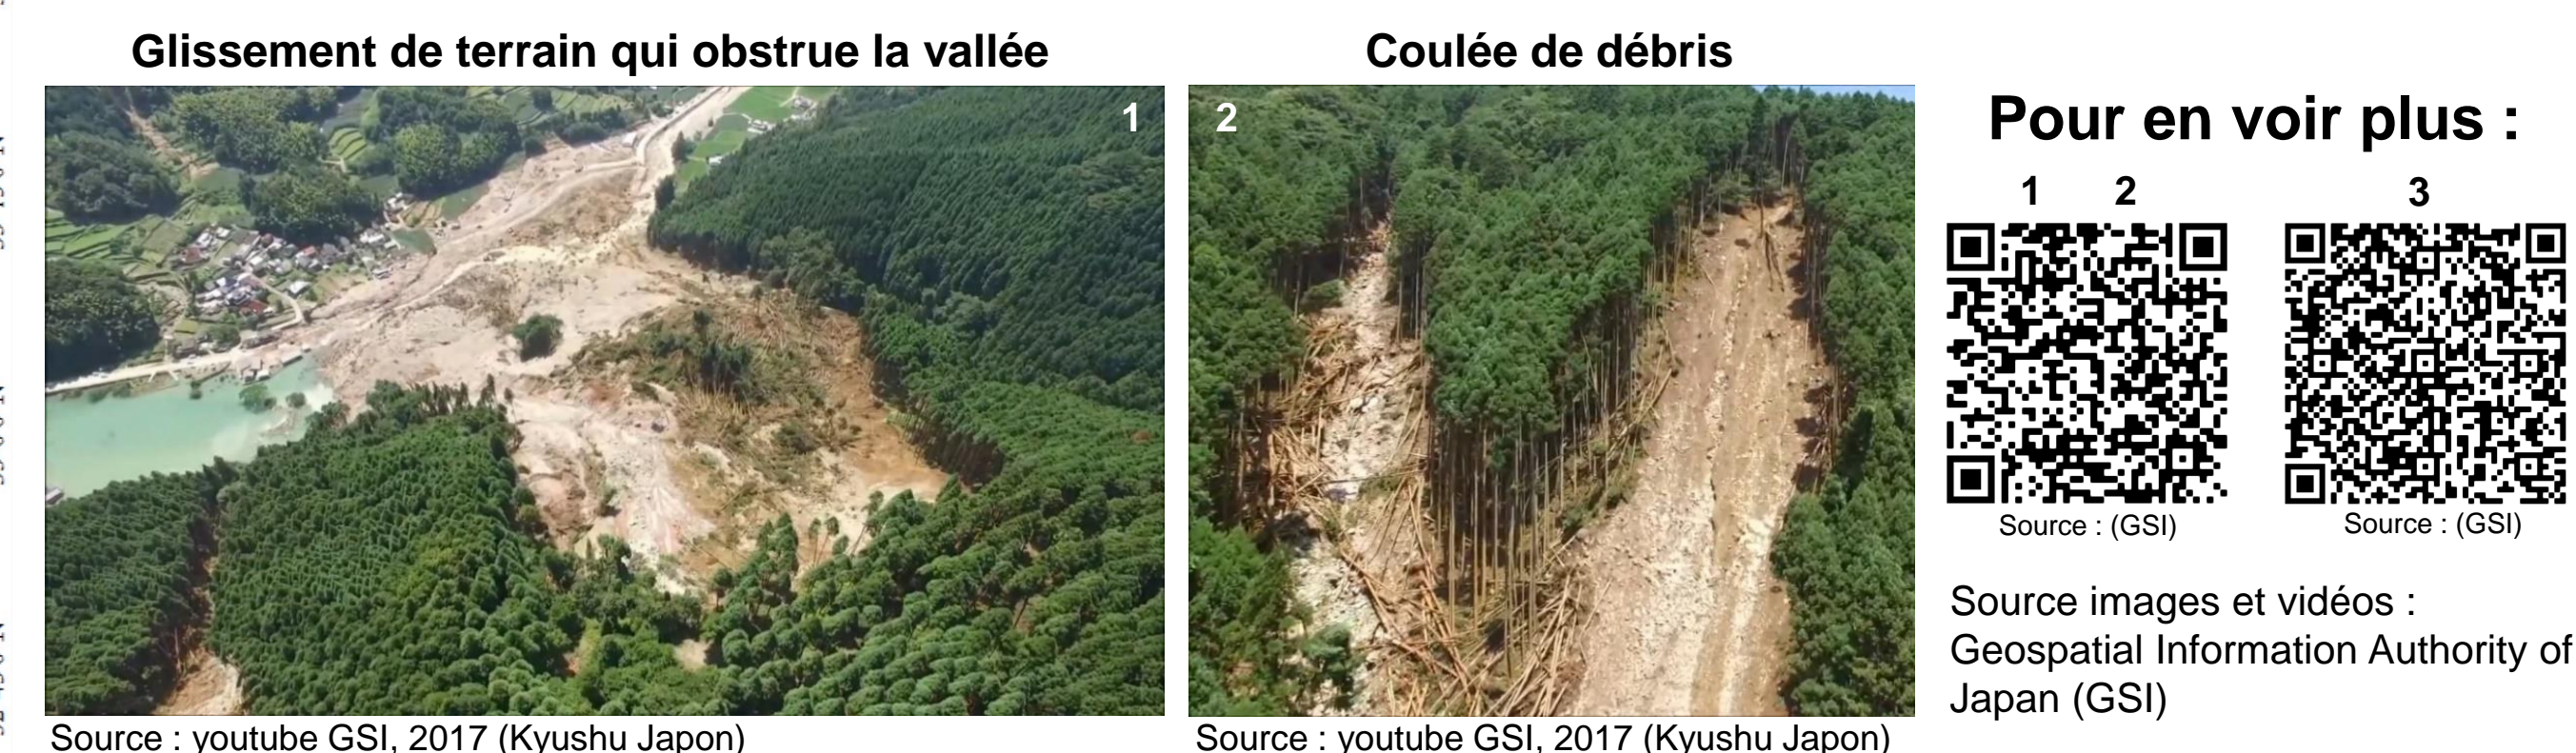 Glissement de terrain qui obstrue la vallée
1
Source : youtube GSI, 2017 (Kyushu Japon)
Coulée de débris
2
Source : youtube GSI, 2017 (Kyushu Japon)
Pour en voir plus :
1 2 3
Source : (GSI) Source : (GSI)
Source images et vidéos :
Geospatial Information Authority of
Japan (GSI)